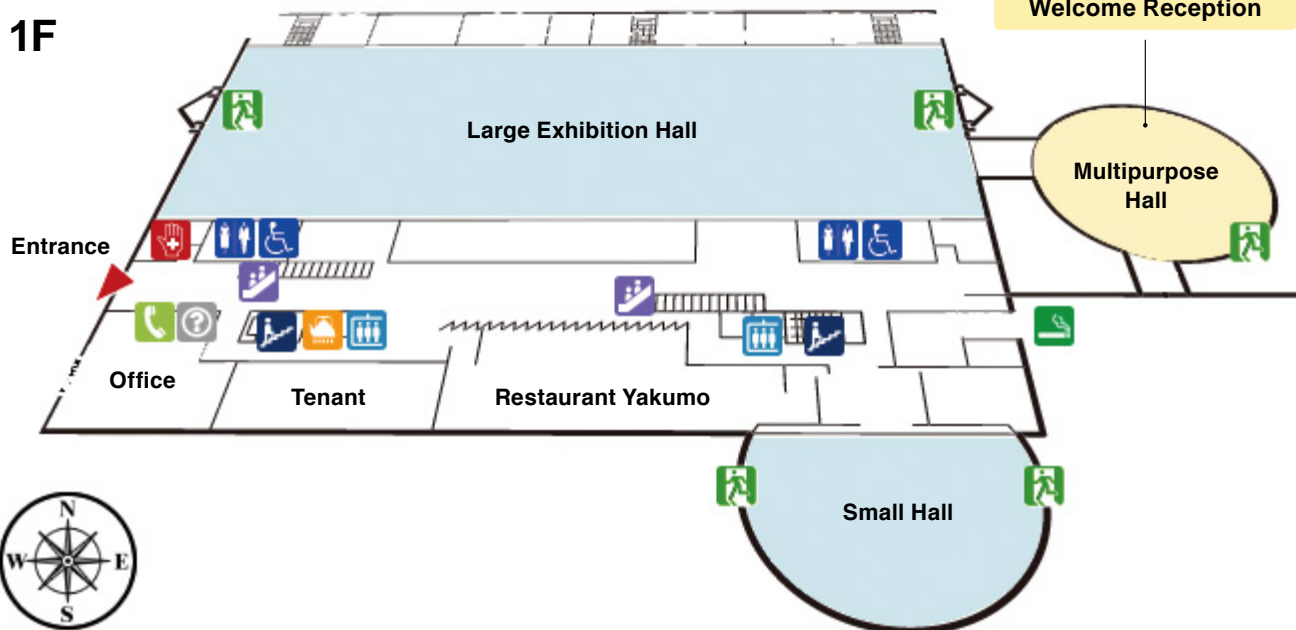 1F
Welcome Reception
Large Exhibition Hall
Multipurpose
Hall
Entrance
?
Office
Tenant
Restaurant Yakumo
Small Hall
N
W
E
S